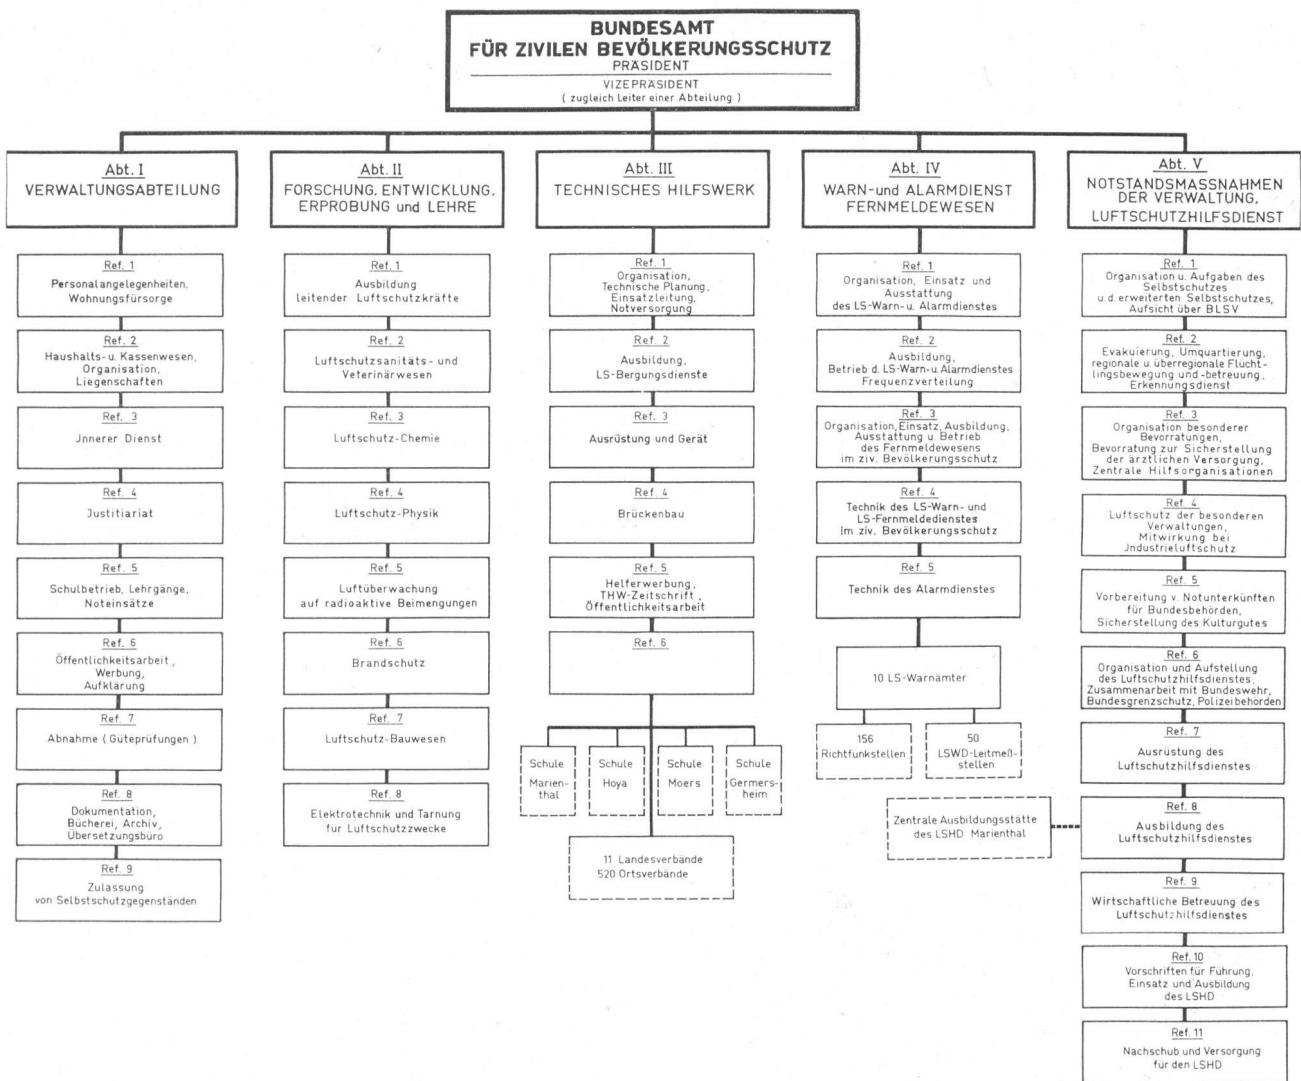 BUNDESAMT
FÜR ZIVILEN BEVÖLKERUNGSSCHUTZ
PRÄSIDENT
VIZEPRÄSIDENT
( zugleich Leiter einer Abteilung )
Abt. I
VERWALTUNGSABTEILUNG
Ref. 1
Personalangelegenheiten,
Wohnungsfürsorge
Ref. 2
Haushalts- u. Kassenwesen,
Organisation,
Liegenschaften
Ref. 3
Jnnerer Dienst
Ref. 4
Justitiariat
Ref. 5
Schulbetrieb, Lehrgänge,
Noteinsätze
Ref. 6
Öffentlichkeitsarbeit,
Werbung,
Aufklärung
Ref. 7
Abnahme ( Güteprüfungen )
Ref. 8
Dokumentation,
Bücherei, Archiv,
Übersetzungsbüro
Ref. 9
Zulassung
von Selbstschutzgegenständen
Abt. II
FORSCHUNG, ENTWICKLUNG,
ERPROBUNG und LEHRE
Ref. 1
Ausbildung
leitender Luftschutzkräfte
Ref. 2
Luftschutzsanitäts- und
Veterinärwesen
Ref. 3
Luftschutz-Chemie
Ref. 4
Luftschutz-Physik
Ref. 5
Luftüberwachung
auf radioaktive Beimengungen
Ref. 6
Brandschutz
Ref. 7
Luftschutz-Bauwesen
Ref. 8
Elektrotechnik und Tarnung
für Luftschutzzwecke
Abt. III
TECHNISCHES HILFSWERK
Ref. 1
Organisation,
Technische Planung,
Einsatzleitung,
Notversorgung
Ref. 2
Ausbildung,
LS-Bergungsdienste
Ref. 3
Ausrüstung und Gerät
Ref. 4
Brückenbau
Ref. 5
Helferwerbung,
THW-Zeitschrift,
Öffentlichkeitsarbeit
Ref. 6
Schule
Marien-
thal
Schule
Hoya
Schule
Moers
Schule
Germers-
heim
11 Landesverbände
520 Ortsverbände
Abt. IV
WARN- und ALARMDIENST
FERNMELDEWESEN
Ref. 1
Organisation, Einsatz und
Ausstattung
des LS-Warn- u. Alarmdienstes
Ref. 2
Ausbildung,
Betrieb d. LS-Warn- u. Alarmdienstes
Frequenzverteilung
Ref. 3
Organisation, Einsatz, Ausbildung,
Ausstattung u. Betrieb
des Fernmeldewesens
im ziv. Bevölkerungsschutz
Ref. 4
Technik des LS-Warn- und
LS-Fernmeldedienstes
im ziv. Bevölkerungsschutz
Ref. 5
Technik des Alarmdienstes
10 LS-Warnämter
156
Richtfunkstellen
50
LSWD-Leitmeß-
stellen
Abt. V
NOTSTANDSMASSNAHMEN
DER VERWALTUNG,
LUFTSCHUTZHILFSDIENST
Ref. 1
Organisation u. Aufgaben des
Selbstschutzes
u. d. erweiterten Selbstschutzes,
Aufsicht über BLSV
Ref. 2
Evakuierung, Umquartierung,
regionale u. überregionale Flücht-
lingsbewegung und -betreuung,
Erkennungsdienst
Ref. 3
Organisation besonderer
Bevorratungen,
Bevorratung zur Sicherstellung
der ärztlichen Versorgung,
Zentrale Hilfsorganisationen
Ref. 4
Luftschutz der besonderen
Verwaltungen,
Mitwirkung bei
Jndustrieluftschutz
Ref. 5
Vorbereitung v. Notunterkünften
für Bundesbehörden,
Sicherstellung des Kulturgutes
Ref. 6
Organisation und Aufstellung
des Luftschutzhilfsdienstes,
Zusammenarbeit mit Bundeswehr,
Bundesgrenzschutz, Polizeibehörden
Ref. 7
Ausrüstung des
Luftschutzhilfsdienstes
Ref. 8
Ausbildung des
Luftschutzhilfsdienstes
Zentrale Ausbildungsstätte
des LSHD Marienthal
Ref. 9
Wirtschaftliche Betreuung des
Luftschutzhilfsdienstes
Ref. 10
Vorschriften für Führung,
Einsatz und Ausbildung
des LSHD
Ref. 11
Nachschub und Versorgung
für den LSHD